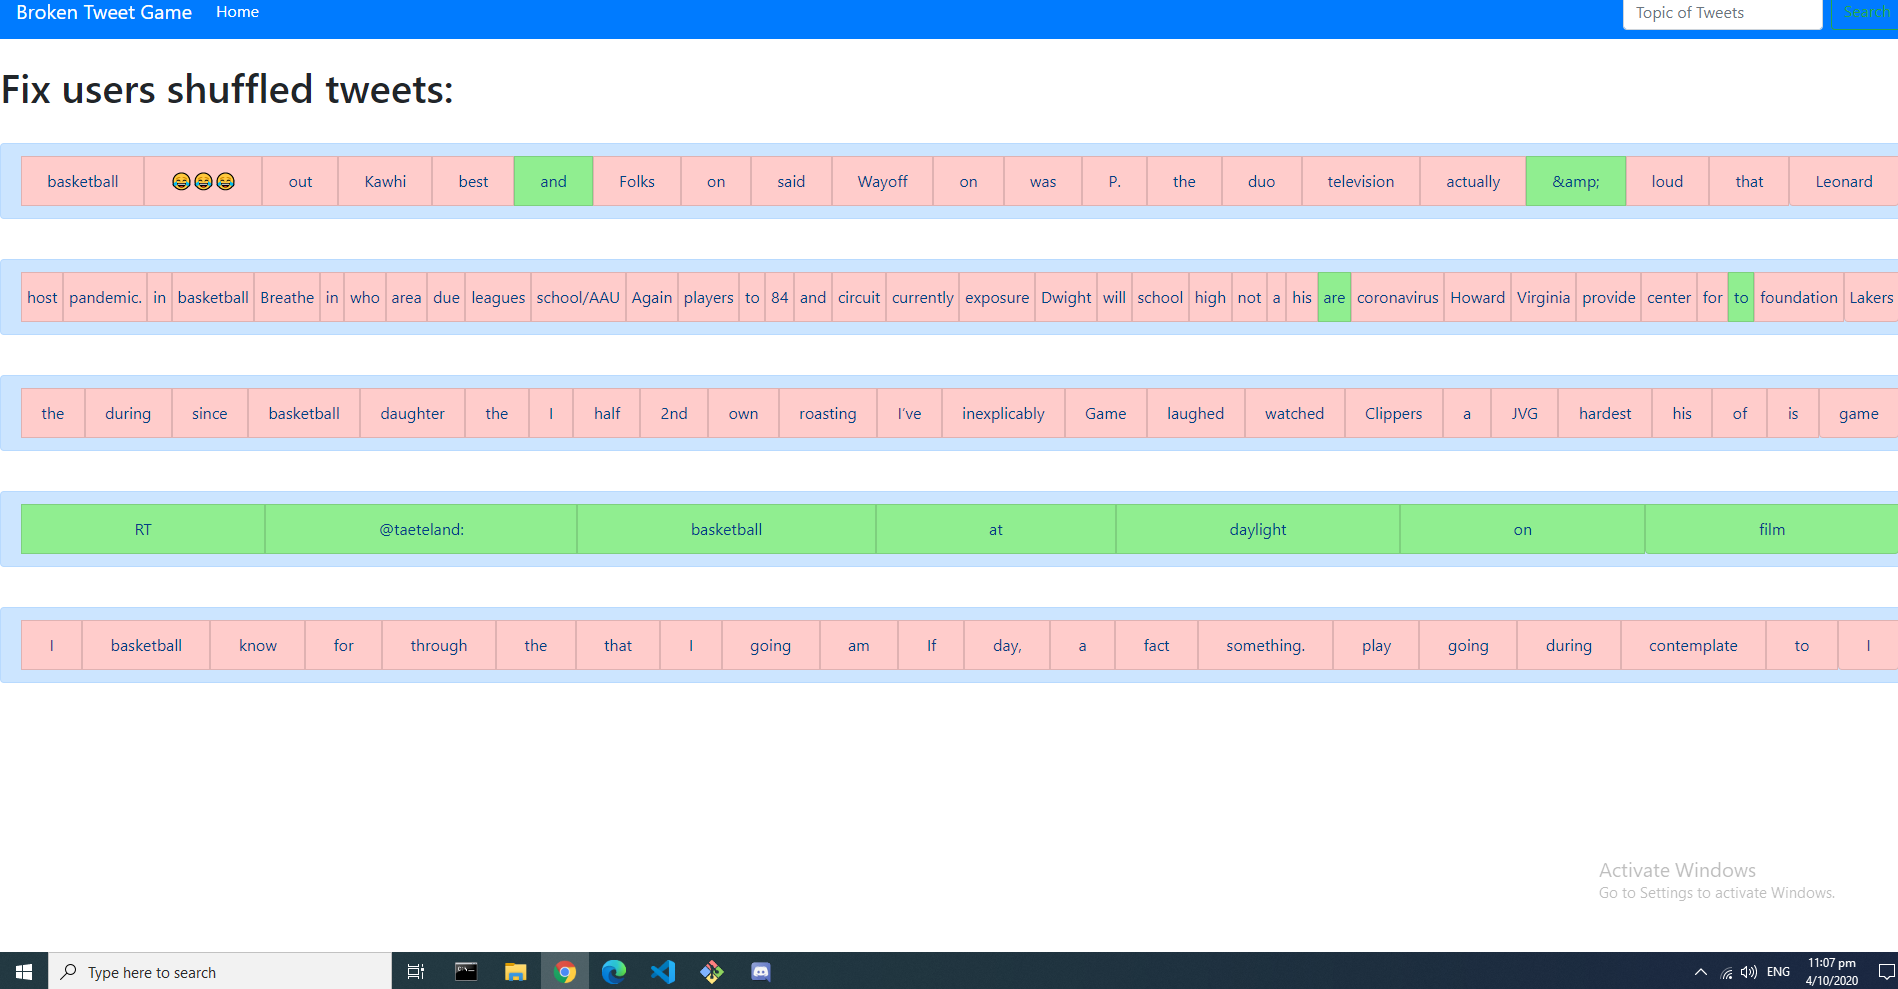 Broken Tweet Game Home Topic of Tweets Search
Fix users shuffled tweets:
basketball 😂😂😂 out Kawhi best and Folks on said Wayoff on was P. the duo television actually &amp;amp; loud that Leonard
host pandemic. in basketball Breathe in who area due leagues school/AAU Again players to 84 and circuit currently exposure Dwight will school high not a his are coronavirus Howard Virginia provide center for to foundation Lakers
the during since basketball daughter the I half 2nd own roasting I've inexplicably Game laughed watched Clippers a JVG hardest his of is game
RT @taeteland: basketball at daylight on film
I basketball know for through the that I going am If day, a fact something. play going during contemplate to I
Activate Windows
Go to Settings to activate Windows.
Type here to search ENG 11:07 pm
4/10/2020